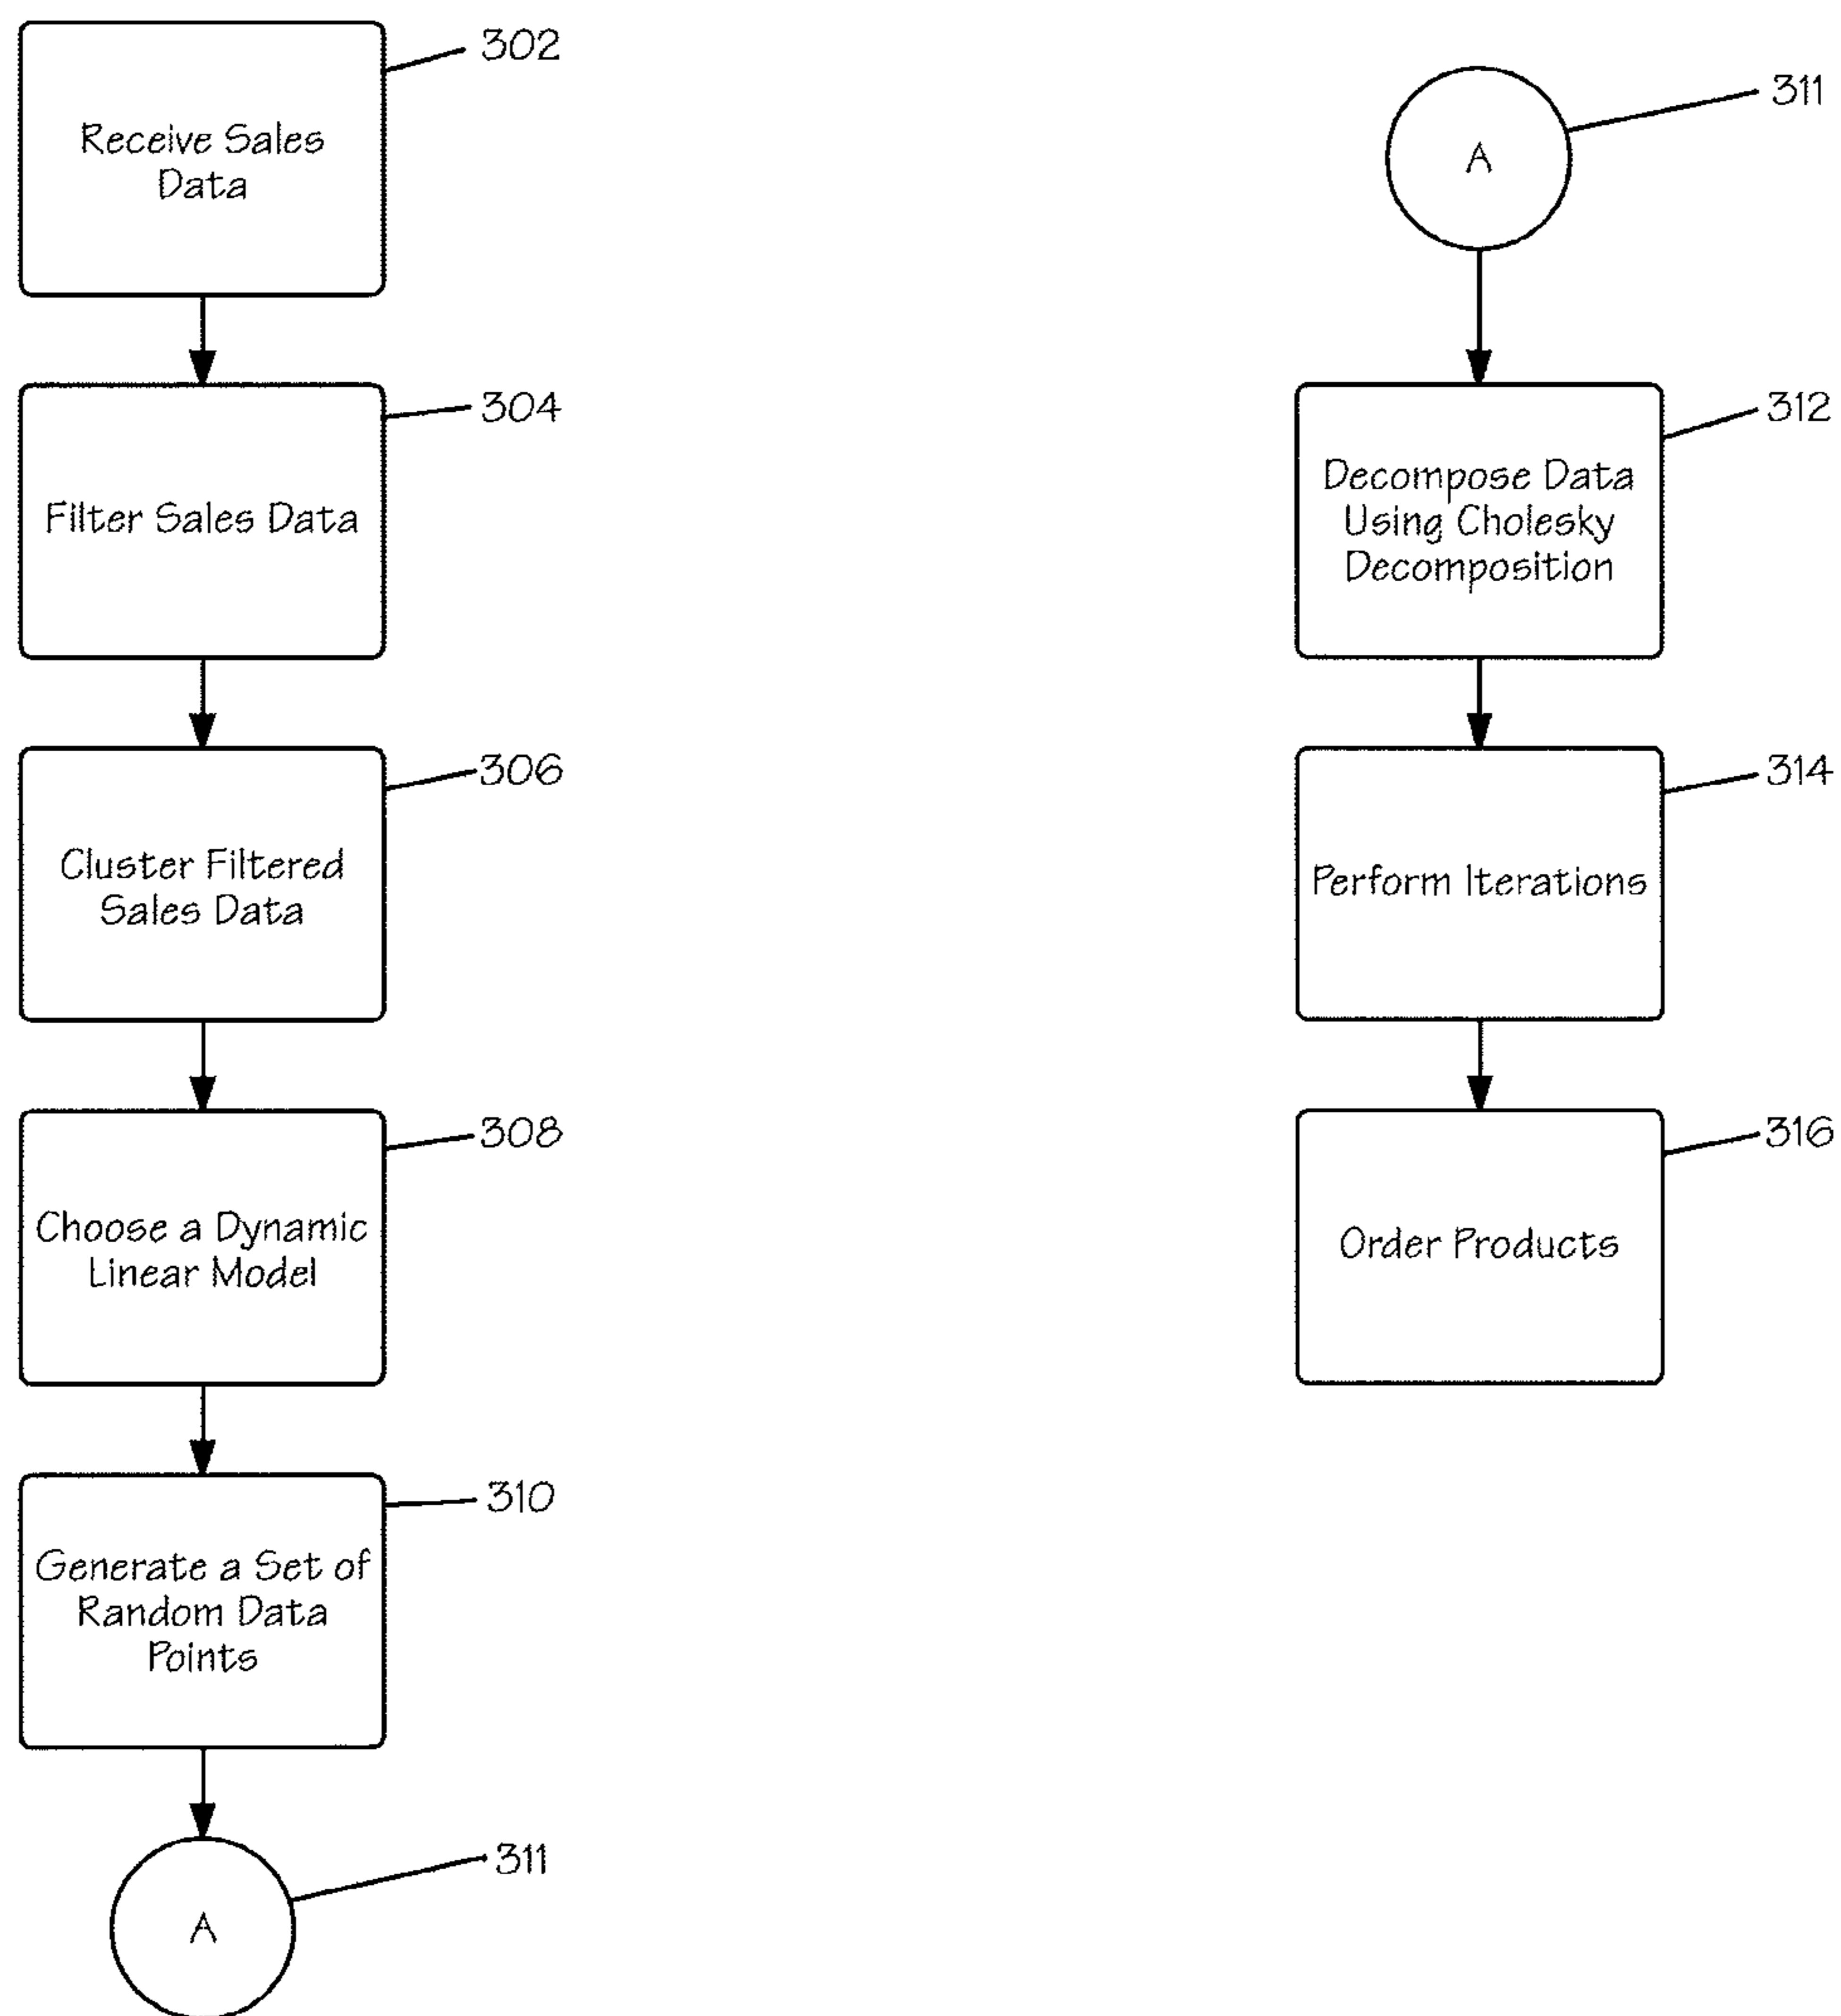 302
Receive Sales
Data
304
Filter Sales Data
306
Cluster Filtered
Sales Data
308
Choose a Dynamic
Linear Model
310
Generate a Set of
Random Data
Points
311
A
311
A
312
Decompose Data
Using Cholesky
Decomposition
314
Perform Iterations
316
Order Products